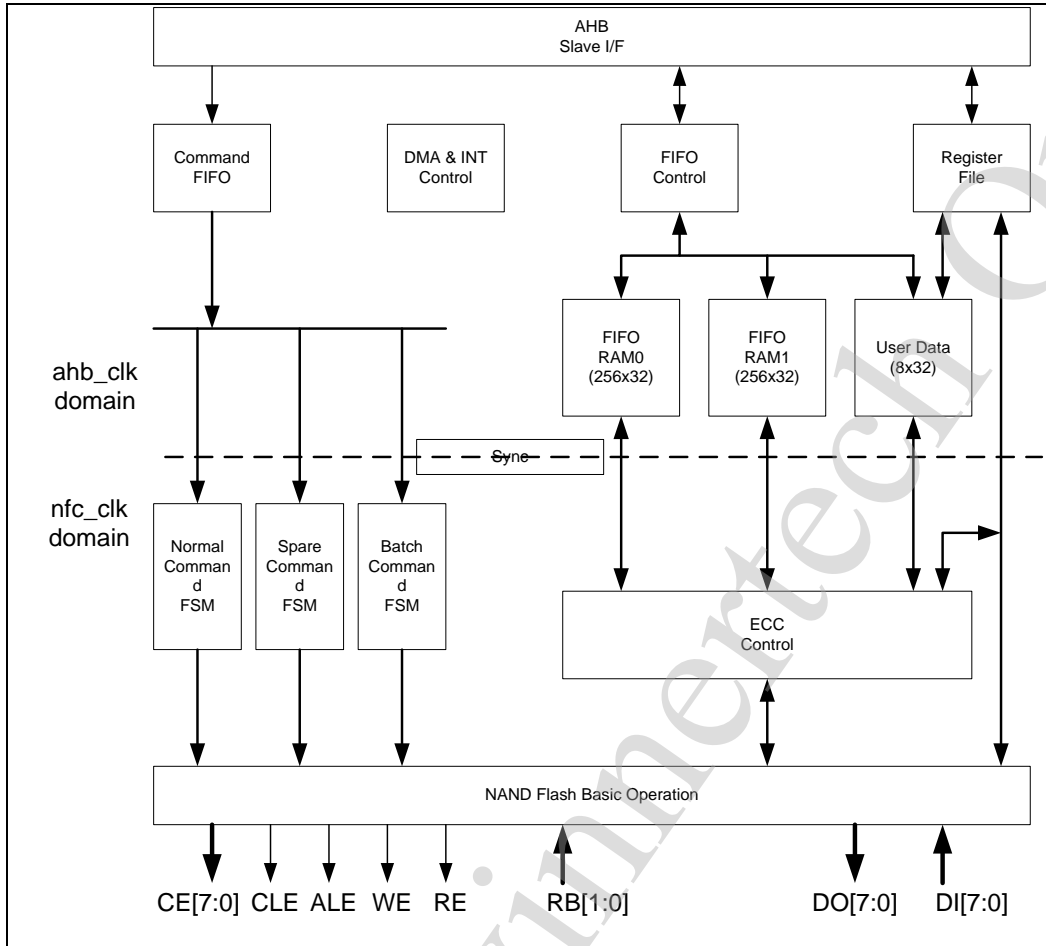 AHB
Slave I/F
Command
FIFO
DMA & INT
Control
FIFO
Control
Register
File
FIFO
RAM0
(256x32)
FIFO
RAM1
(256x32)
User Data
(8x32)
ahb_clk
domain
Sync
nfc_clk
domain
Normal
Comman
d
FSM
Spare
Comman
d
FSM
Batch
Comman
d
FSM
ECC
Control
NAND Flash Basic Operation
CE[7:0] CLE ALE WE RE RB[1:0] DO[7:0] DI[7:0]